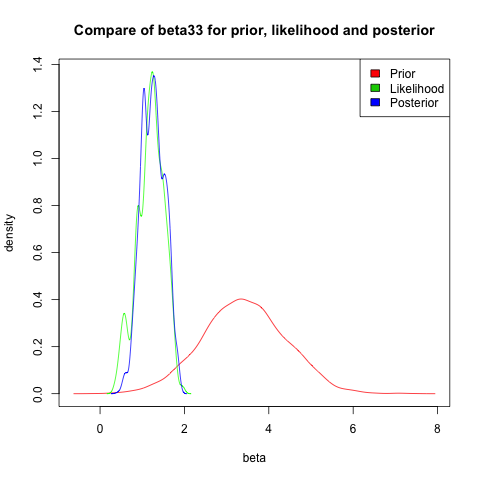 Compare of beta33 for prior, likelihood and posterior
Prior
Likelihood
Posterior
density
1.4
1.2
1.0
0.8
0.6
0.4
0.2
0.0
0 2 4 6 8
beta